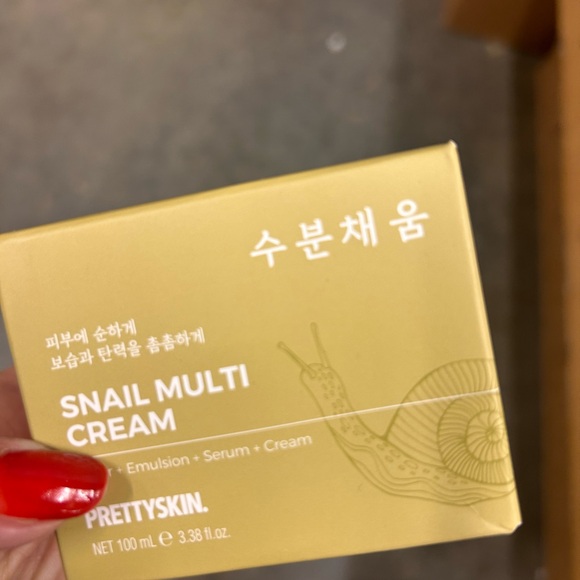 수분채움
피부에 순하게
보습과 탄력을 촘촘하게
SNAIL MULTI
CREAM
+ Emulsion + Serum + Cream
PRETTYSKIN.
NET 100 mL ℮ 3.38 fl.oz.